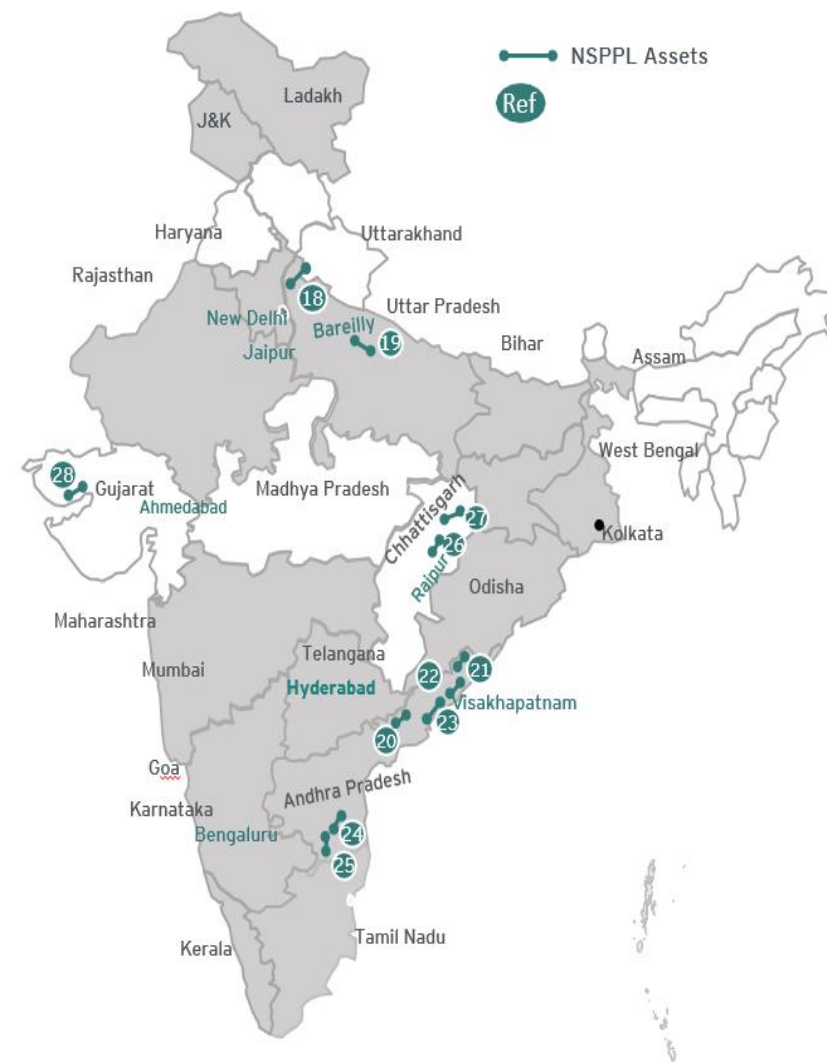 NSPPL Assets
Ref
Ladakh
J&K
Haryana
Uttarakhand
Rajasthan
18
Uttar Pradesh
New Delhi
Bareilly
19
Bihar
Jaipur
Assam
West Bengal
28
Gujarat
Madhya Pradesh
Ahmedabad
Chhattisgarh
27
Kolkata
26
Raipur
Odisha
Maharashtra
Telangana
Mumbai
22
21
Hyderabad
Visakhapatnam
23
20
Goa
Andhra Pradesh
Karnataka
Bengaluru
24
25
Tamil Nadu
Kerala